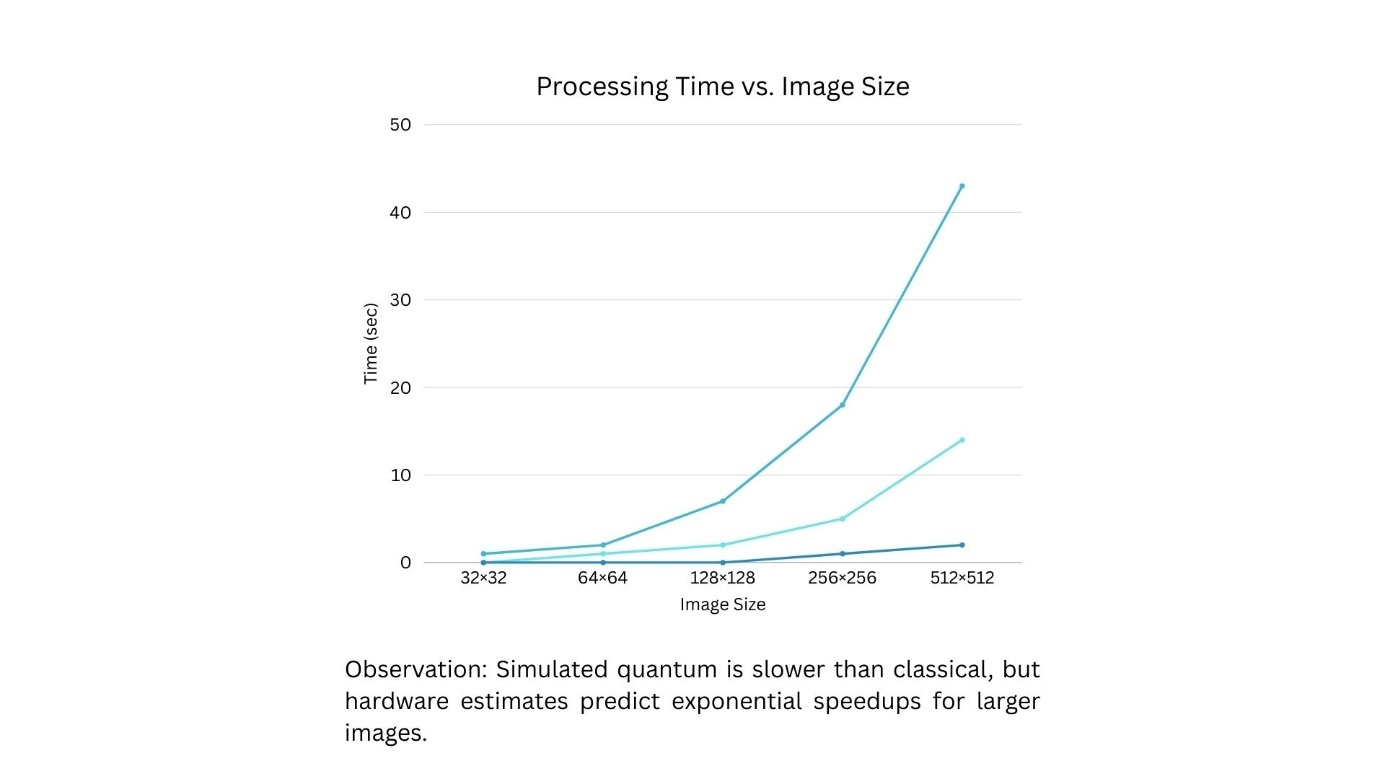 Processing Time vs. Image Size
50
40
30
20
10
0
Time (sec)
32×32 64×64 128×128 256×256 512×512
Image Size
Observation: Simulated quantum is slower than classical, but
hardware estimates predict exponential speedups for larger
images.